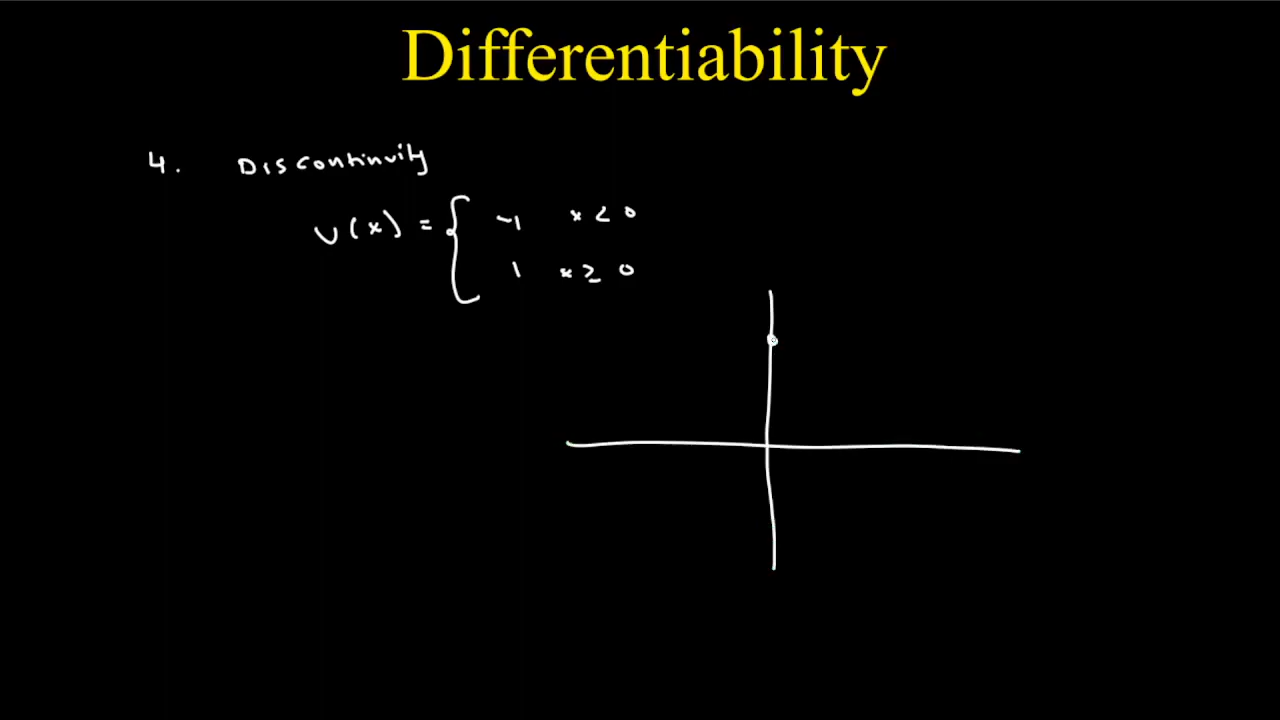 Differentiability
4. Discontinuity
U(x) = { -1 x < 0
1 x ≥ 0